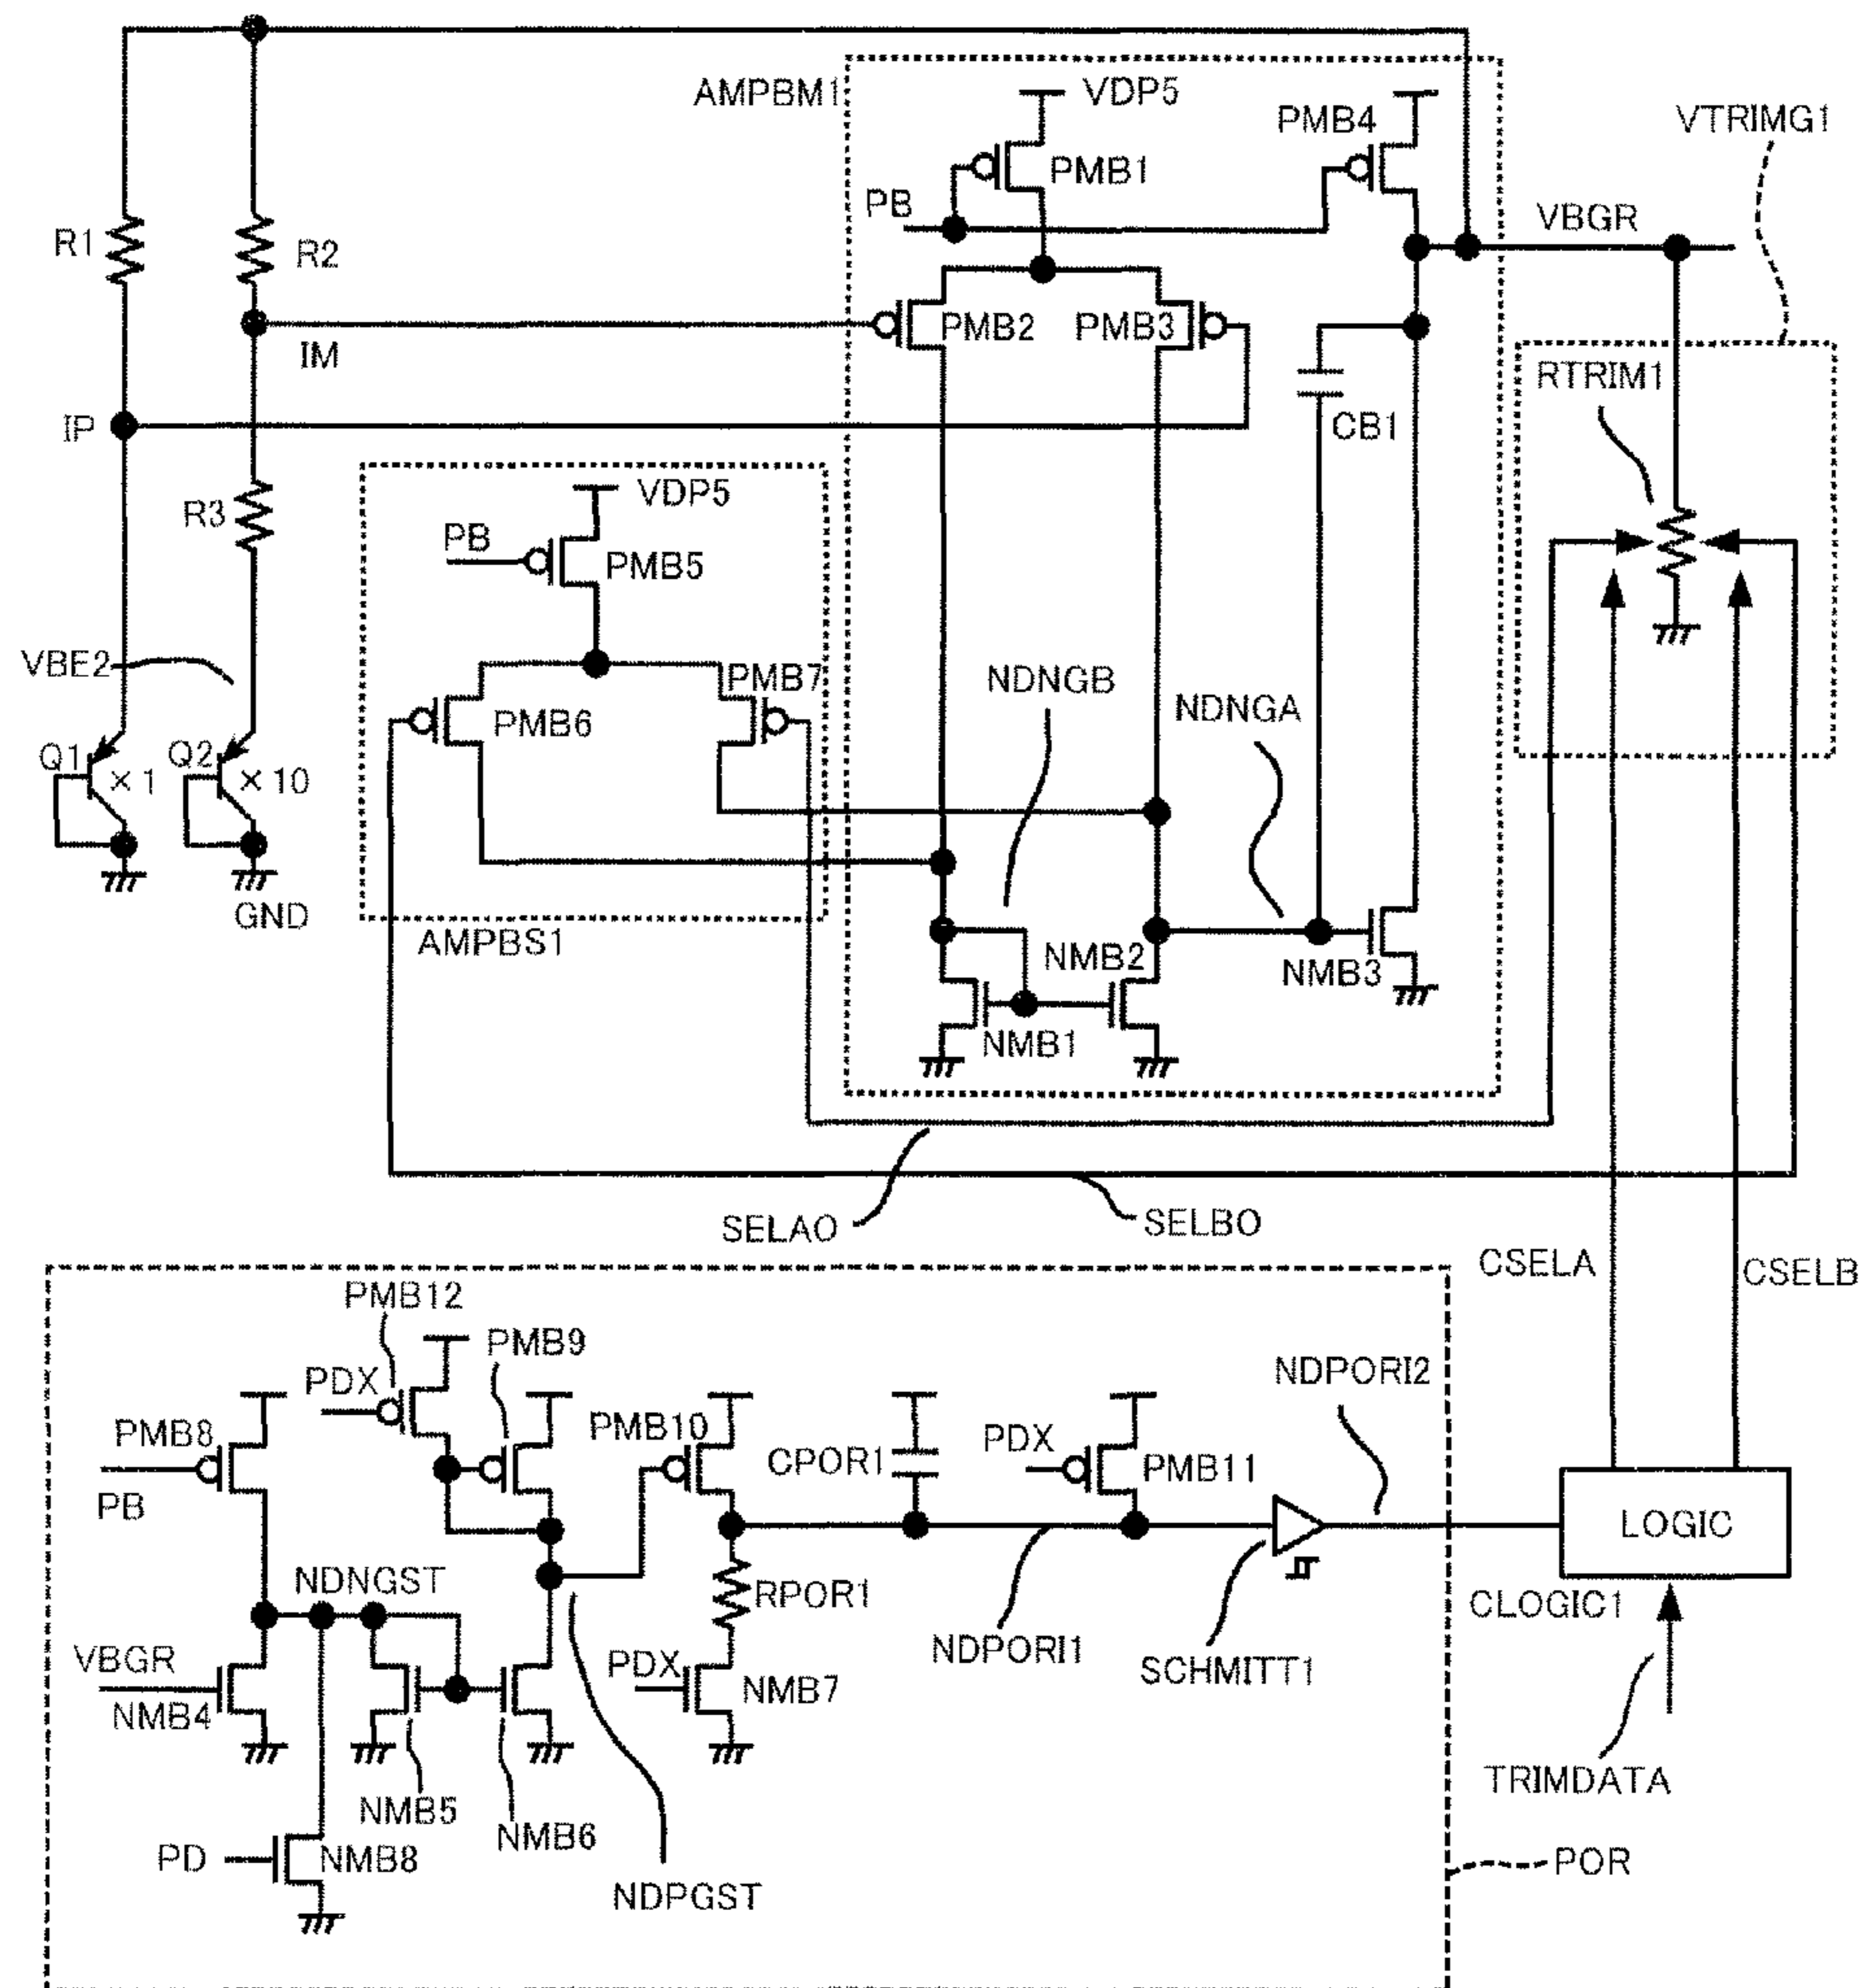 AMPBM1
VDP5
PMB4
VTRIMG1
PMB1
PB
VBGR
R1
R2
PMB2
PMB3
RTRIM1
IM
IP
CB1
VDP5
R3
PB
PMB5
VBE2
NDNGB
PMB7
NDNGA
PMB6
Q1
×1
Q2
×10
GND
AMPBS1
NMB2
NMB3
NMB1
SELAO
SELBO
CSELA
CSELB
PMB12
PMB9
NDPORI2
PDX
PMB8
PMB10
CPOR1
PDX
PMB11
PB
LOGIC
NDNGST
RPOR1
CLOGIC1
VBGR
NDPORI1
SCHMITT1
PDX
NMB7
NMB4
TRIMDATA
NMB5
NMB6
PD
NMB8
POR
NDPGST